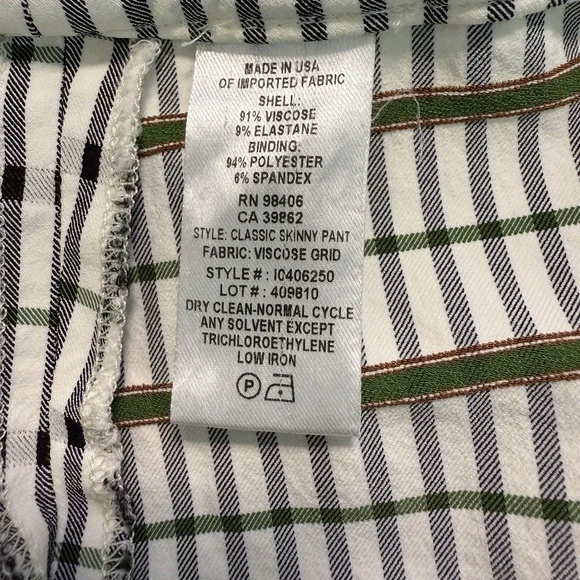 MADE IN USA
OF IMPORTED FABRIC
SHELL:
91% VISCOSE
9% ELASTANE
BINDING:
94% POLYESTER
6% SPANDEX
RN 98406
CA 39862
STYLE: CLASSIC SKINNY PANT
FABRIC: VISCOSE GRID
STYLE # : I0406250
LOT # : 409810
DRY CLEAN-NORMAL CYCLE
ANY SOLVENT EXCEPT
TRICHLOROETHYLENE
LOW IRON
P